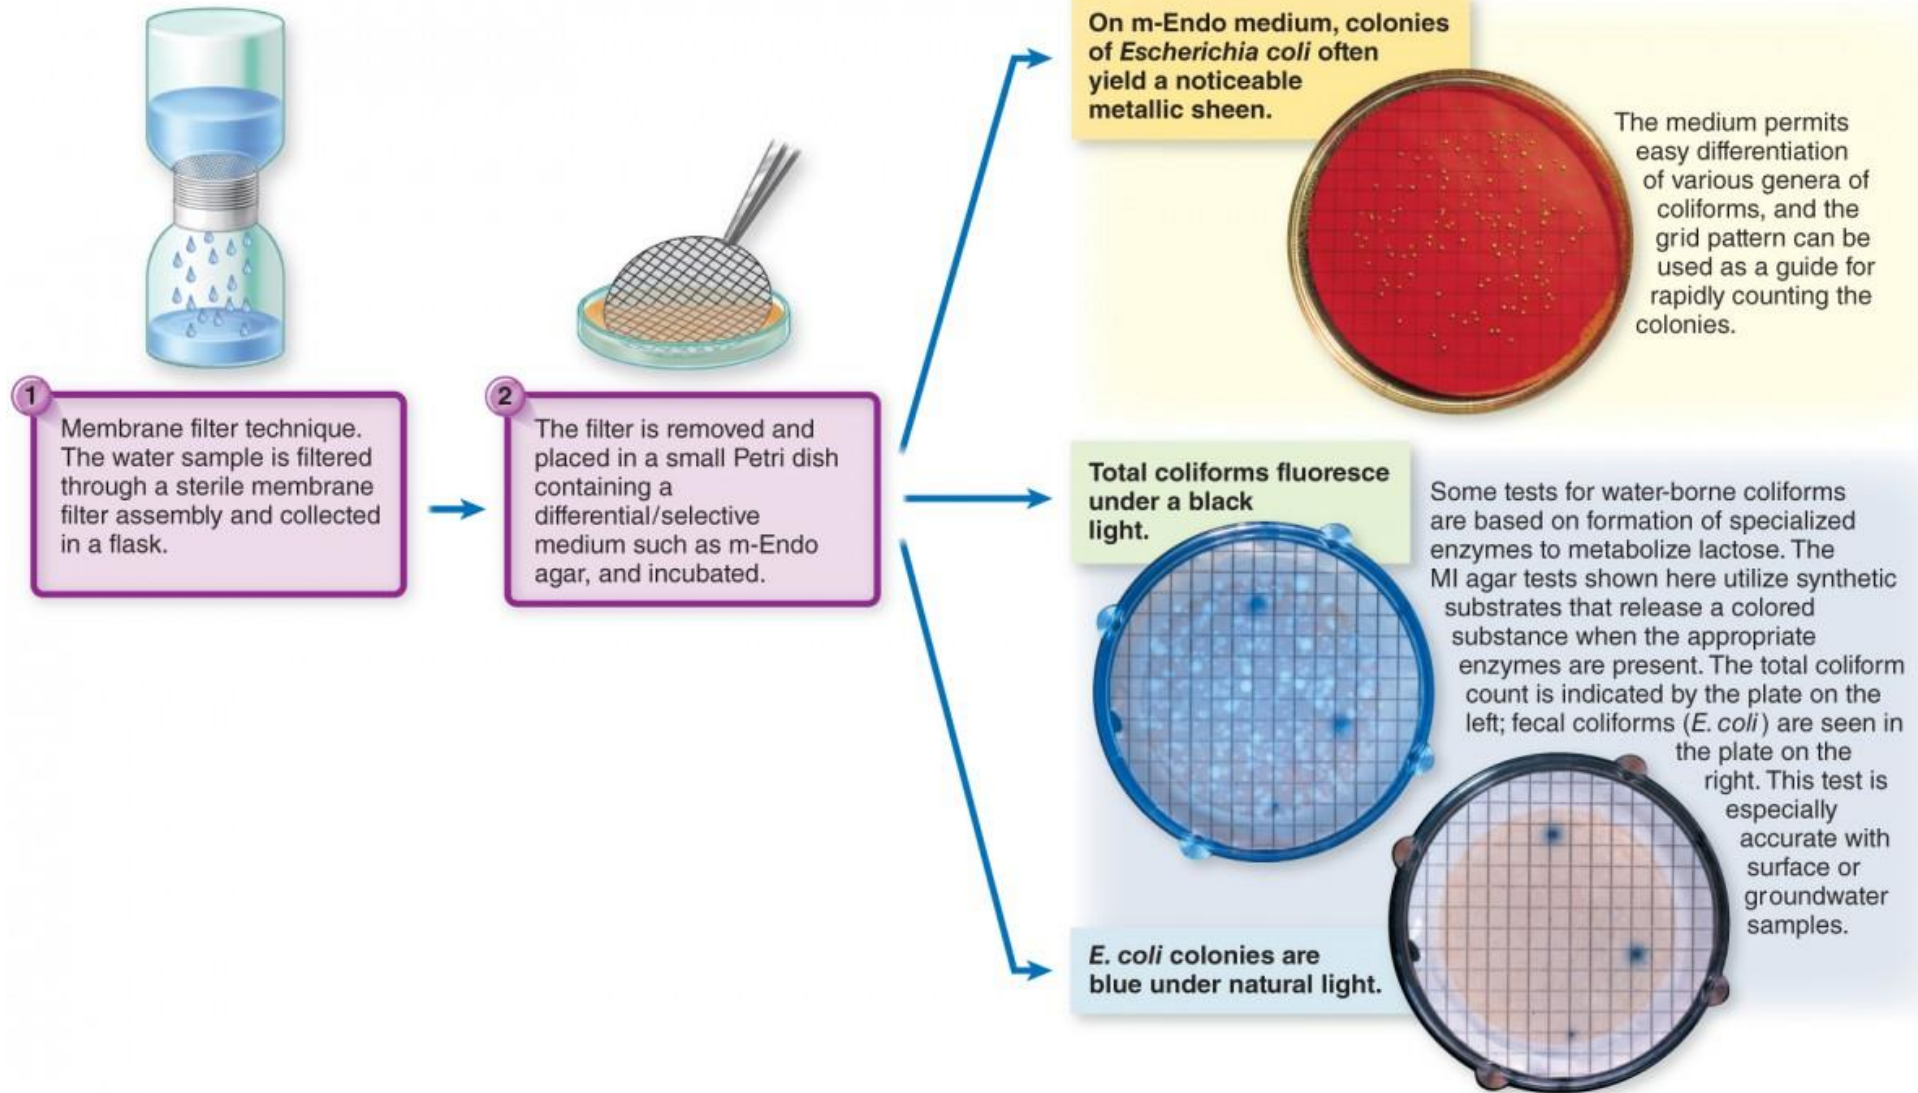 1
Membrane filter technique.
The water sample is filtered
through a sterile membrane
filter assembly and collected
in a flask.
2
The filter is removed and
placed in a small Petri dish
containing a
differential/selective
medium such as m-Endo
agar, and incubated.
On m-Endo medium, colonies
of Escherichia coli often
yield a noticeable
metallic sheen.
The medium permits
easy differentiation
of various genera of
coliforms, and the
grid pattern can be
used as a guide for
rapidly counting the
colonies.
Total coliforms fluoresce
under a black
light.
Some tests for water-borne coliforms
are based on formation of specialized
enzymes to metabolize lactose. The
MI agar tests shown here utilize synthetic
substrates that release a colored
substance when the appropriate
enzymes are present. The total coliform
count is indicated by the plate on the
left; fecal coliforms (E. coli) are seen in
the plate on the
right. This test is
especially
accurate with
surface or
groundwater
samples.
E. coli colonies are
blue under natural light.